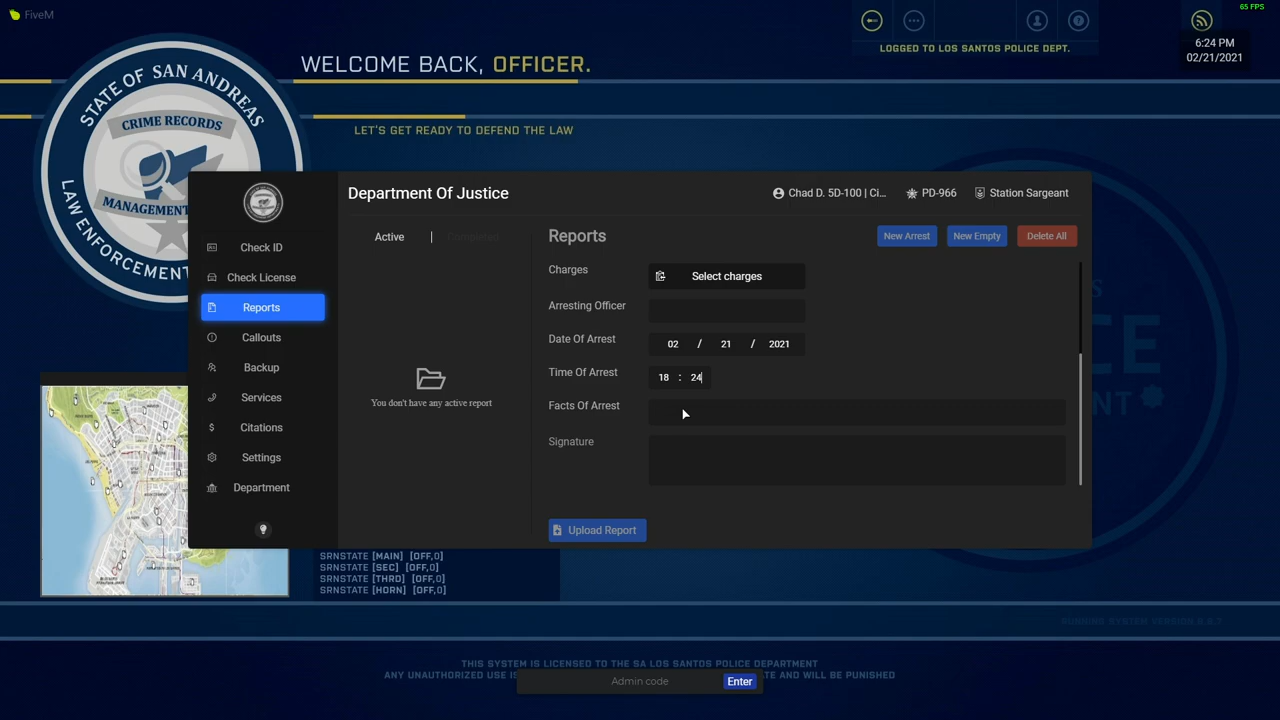 FiveM
65 FPS
LOGGED TO LOS SANTOS POLICE DEPT.
6:24 PM
02/21/2021
WELCOME BACK, OFFICER.
LET'S GET READY TO DEFEND THE LAW
STATE OF SAN ANDREAS
CRIME RECORDS
MANAGEMENT
LAW ENFORCEMENT
Department Of Justice
Chad D. 5D-100 | Ci...
PD-966
Station Sargeant
Check ID
Check License
Reports
Callouts
Backup
Services
Citations
Settings
Department
Active |
Completed
You don't have any active report
Reports
New Arrest
New Empty
Delete All
Charges
Select charges
Arresting Officer
Date Of Arrest
02 / 21 / 2021
Time Of Arrest
18 : 24
Facts Of Arrest
Signature
Upload Report
SRNSTATE [MAIN] [OFF,0]
SRNSTATE [SEC] [OFF,0]
SRNSTATE [THRD] [OFF,0]
SRNSTATE [HORN] [OFF,0]
THIS SYSTEM IS LICENSED TO THE SA LOS SANTOS POLICE DEPARTMENT
ANY UNAUTHORIZED USE IS
ATE AND WILL BE PUNISHED
Admin code
Enter